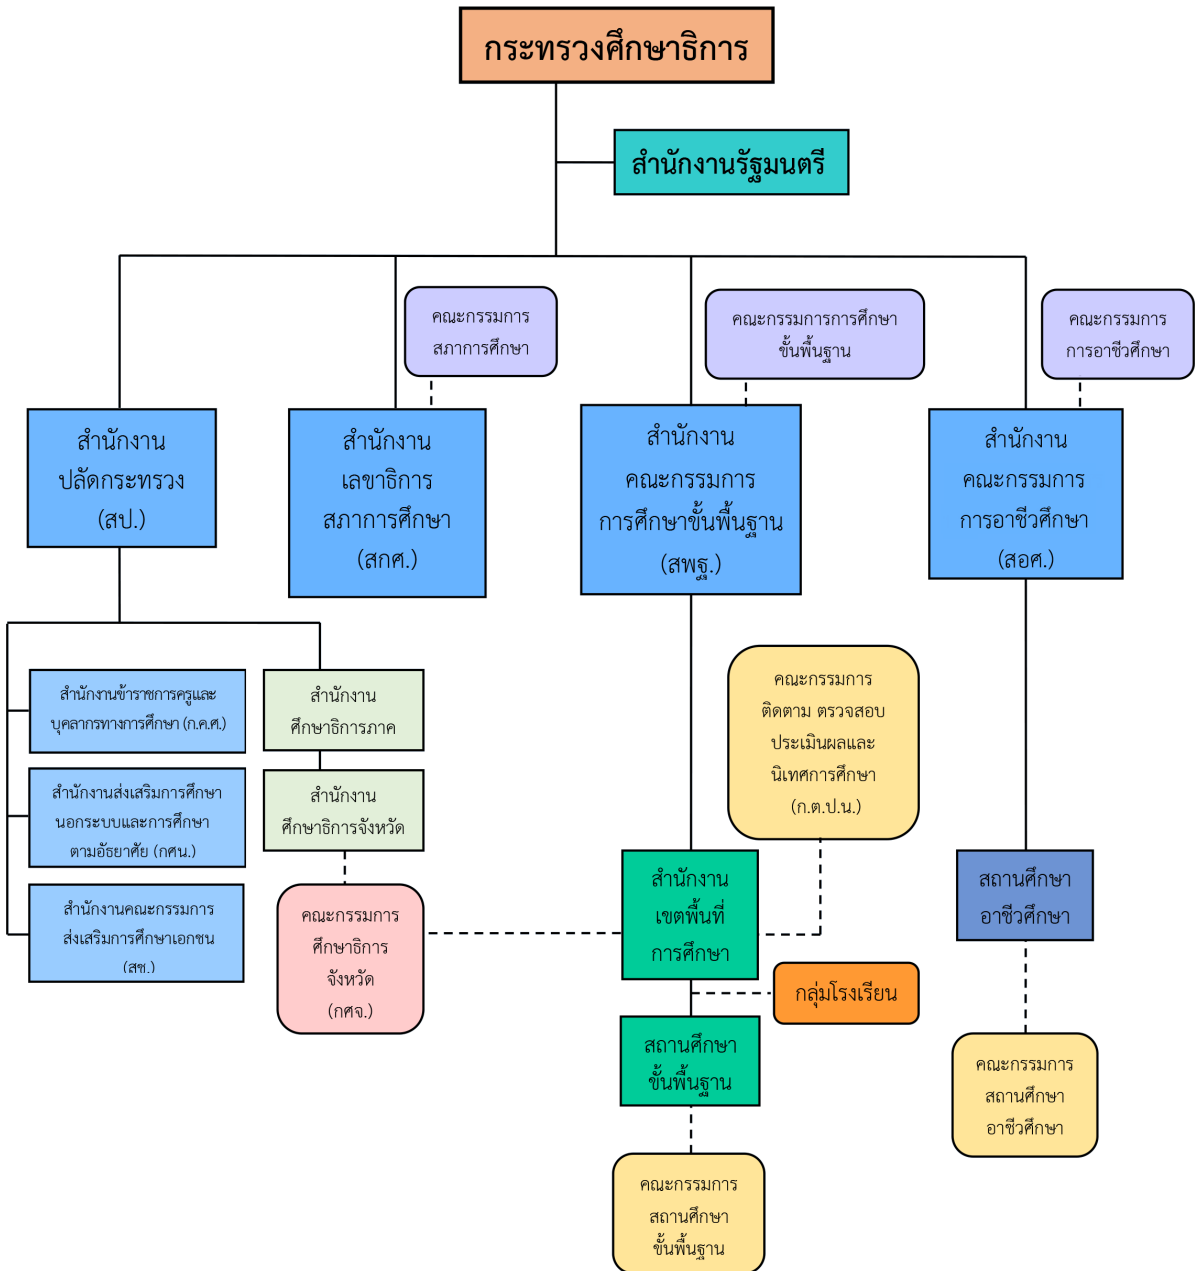 กระทรวงศึกษาธิการ
สำนักงานรัฐมนตรี
คณะกรรมการ
สภาการศึกษา
คณะกรรมการการศึกษา
ขั้นพื้นฐาน
คณะกรรมการ
การอาชีวศึกษา
สำนักงาน
ปลัดกระทรวง
(สป.)
สำนักงาน
เลขาธิการ
สภาการศึกษา
(สกศ.)
สำนักงาน
คณะกรรมการ
การศึกษาขั้นพื้นฐาน
(สพฐ.)
สำนักงาน
คณะกรรมการ
การอาชีวศึกษา
(สอศ.)
สำนักงานข้าราชการครูและ
บุคลากรทางการศึกษา (ก.ค.ศ.)
สำนักงานส่งเสริมการศึกษา
นอกระบบและการศึกษา
ตามอัธยาศัย (กศน.)
สำนักงานคณะกรรมการ
ส่งเสริมการศึกษาเอกชน
(สช.)
สำนักงาน
ศึกษาธิการภาค
สำนักงาน
ศึกษาธิการจังหวัด
คณะกรรมการ
ศึกษาธิการ
จังหวัด
(กศจ.)
คณะกรรมการ
ติดตาม ตรวจสอบ
ประเมินผลและ
นิเทศการศึกษา
(ก.ต.ป.น.)
สำนักงาน
เขตพื้นที่
การศึกษา
กลุ่มโรงเรียน
สถานศึกษา
ขั้นพื้นฐาน
คณะกรรมการ
สถานศึกษา
ขั้นพื้นฐาน
สถานศึกษา
อาชีวศึกษา
คณะกรรมการ
สถานศึกษา
อาชีวศึกษา